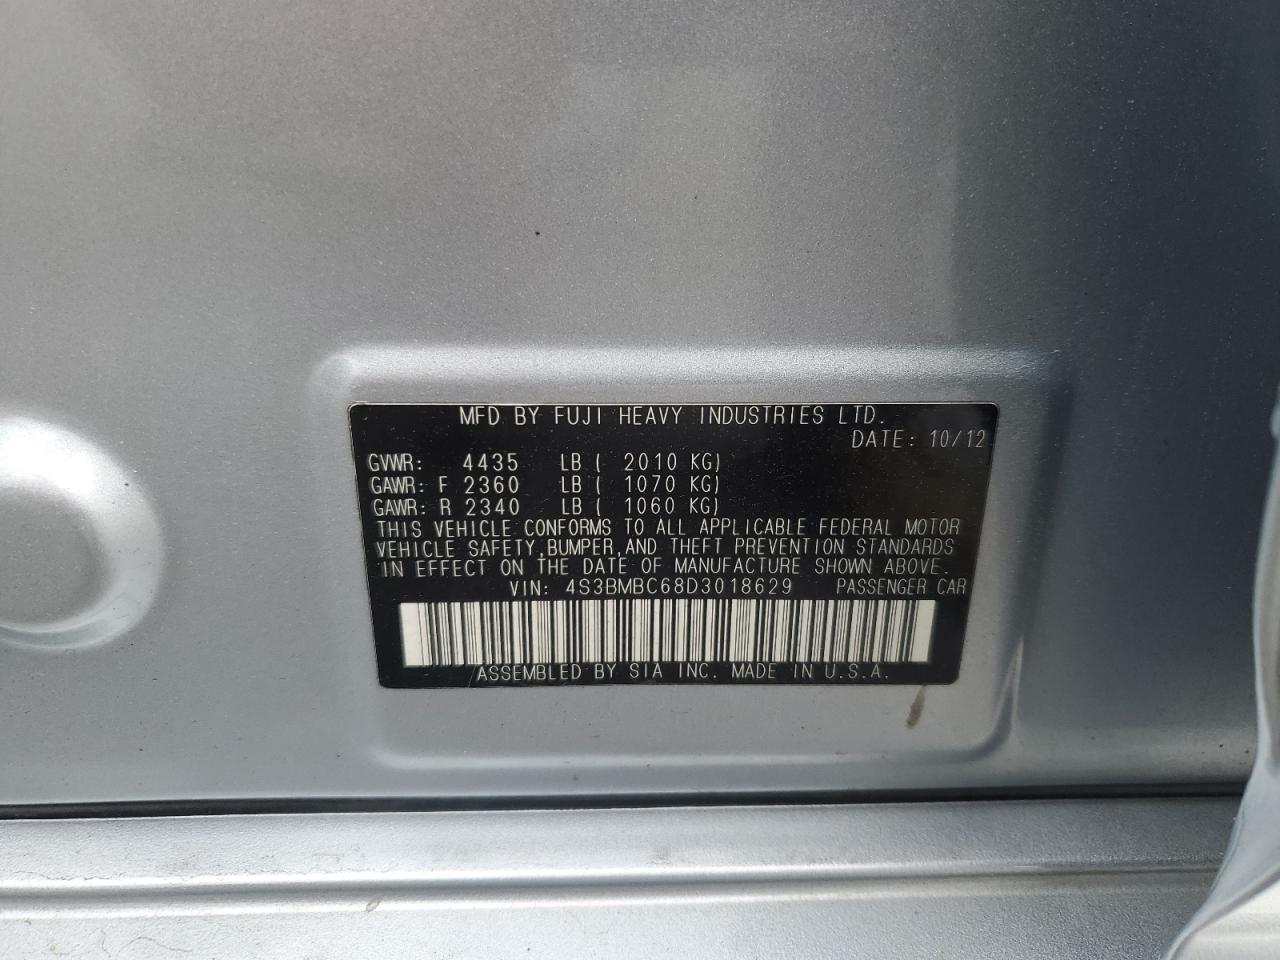 MFD BY FUJI HEAVY INDUSTRIES LTD.
DATE: 10/12
GVWR: 4435 LB ( 2010 KG)
GAWR: F 2360 LB ( 1070 KG)
GAWR: R 2340 LB ( 1060 KG)
THIS VEHICLE CONFORMS TO ALL APPLICABLE FEDERAL MOTOR
VEHICLE SAFETY,BUMPER,AND THEFT PREVENTION STANDARDS
IN EFFECT ON THE DATE OF MANUFACTURE SHOWN ABOVE.
VIN: 4S3BMBC68D3018629 PASSENGER CAR
ASSEMBLED BY SIA INC. MADE IN U.S.A.